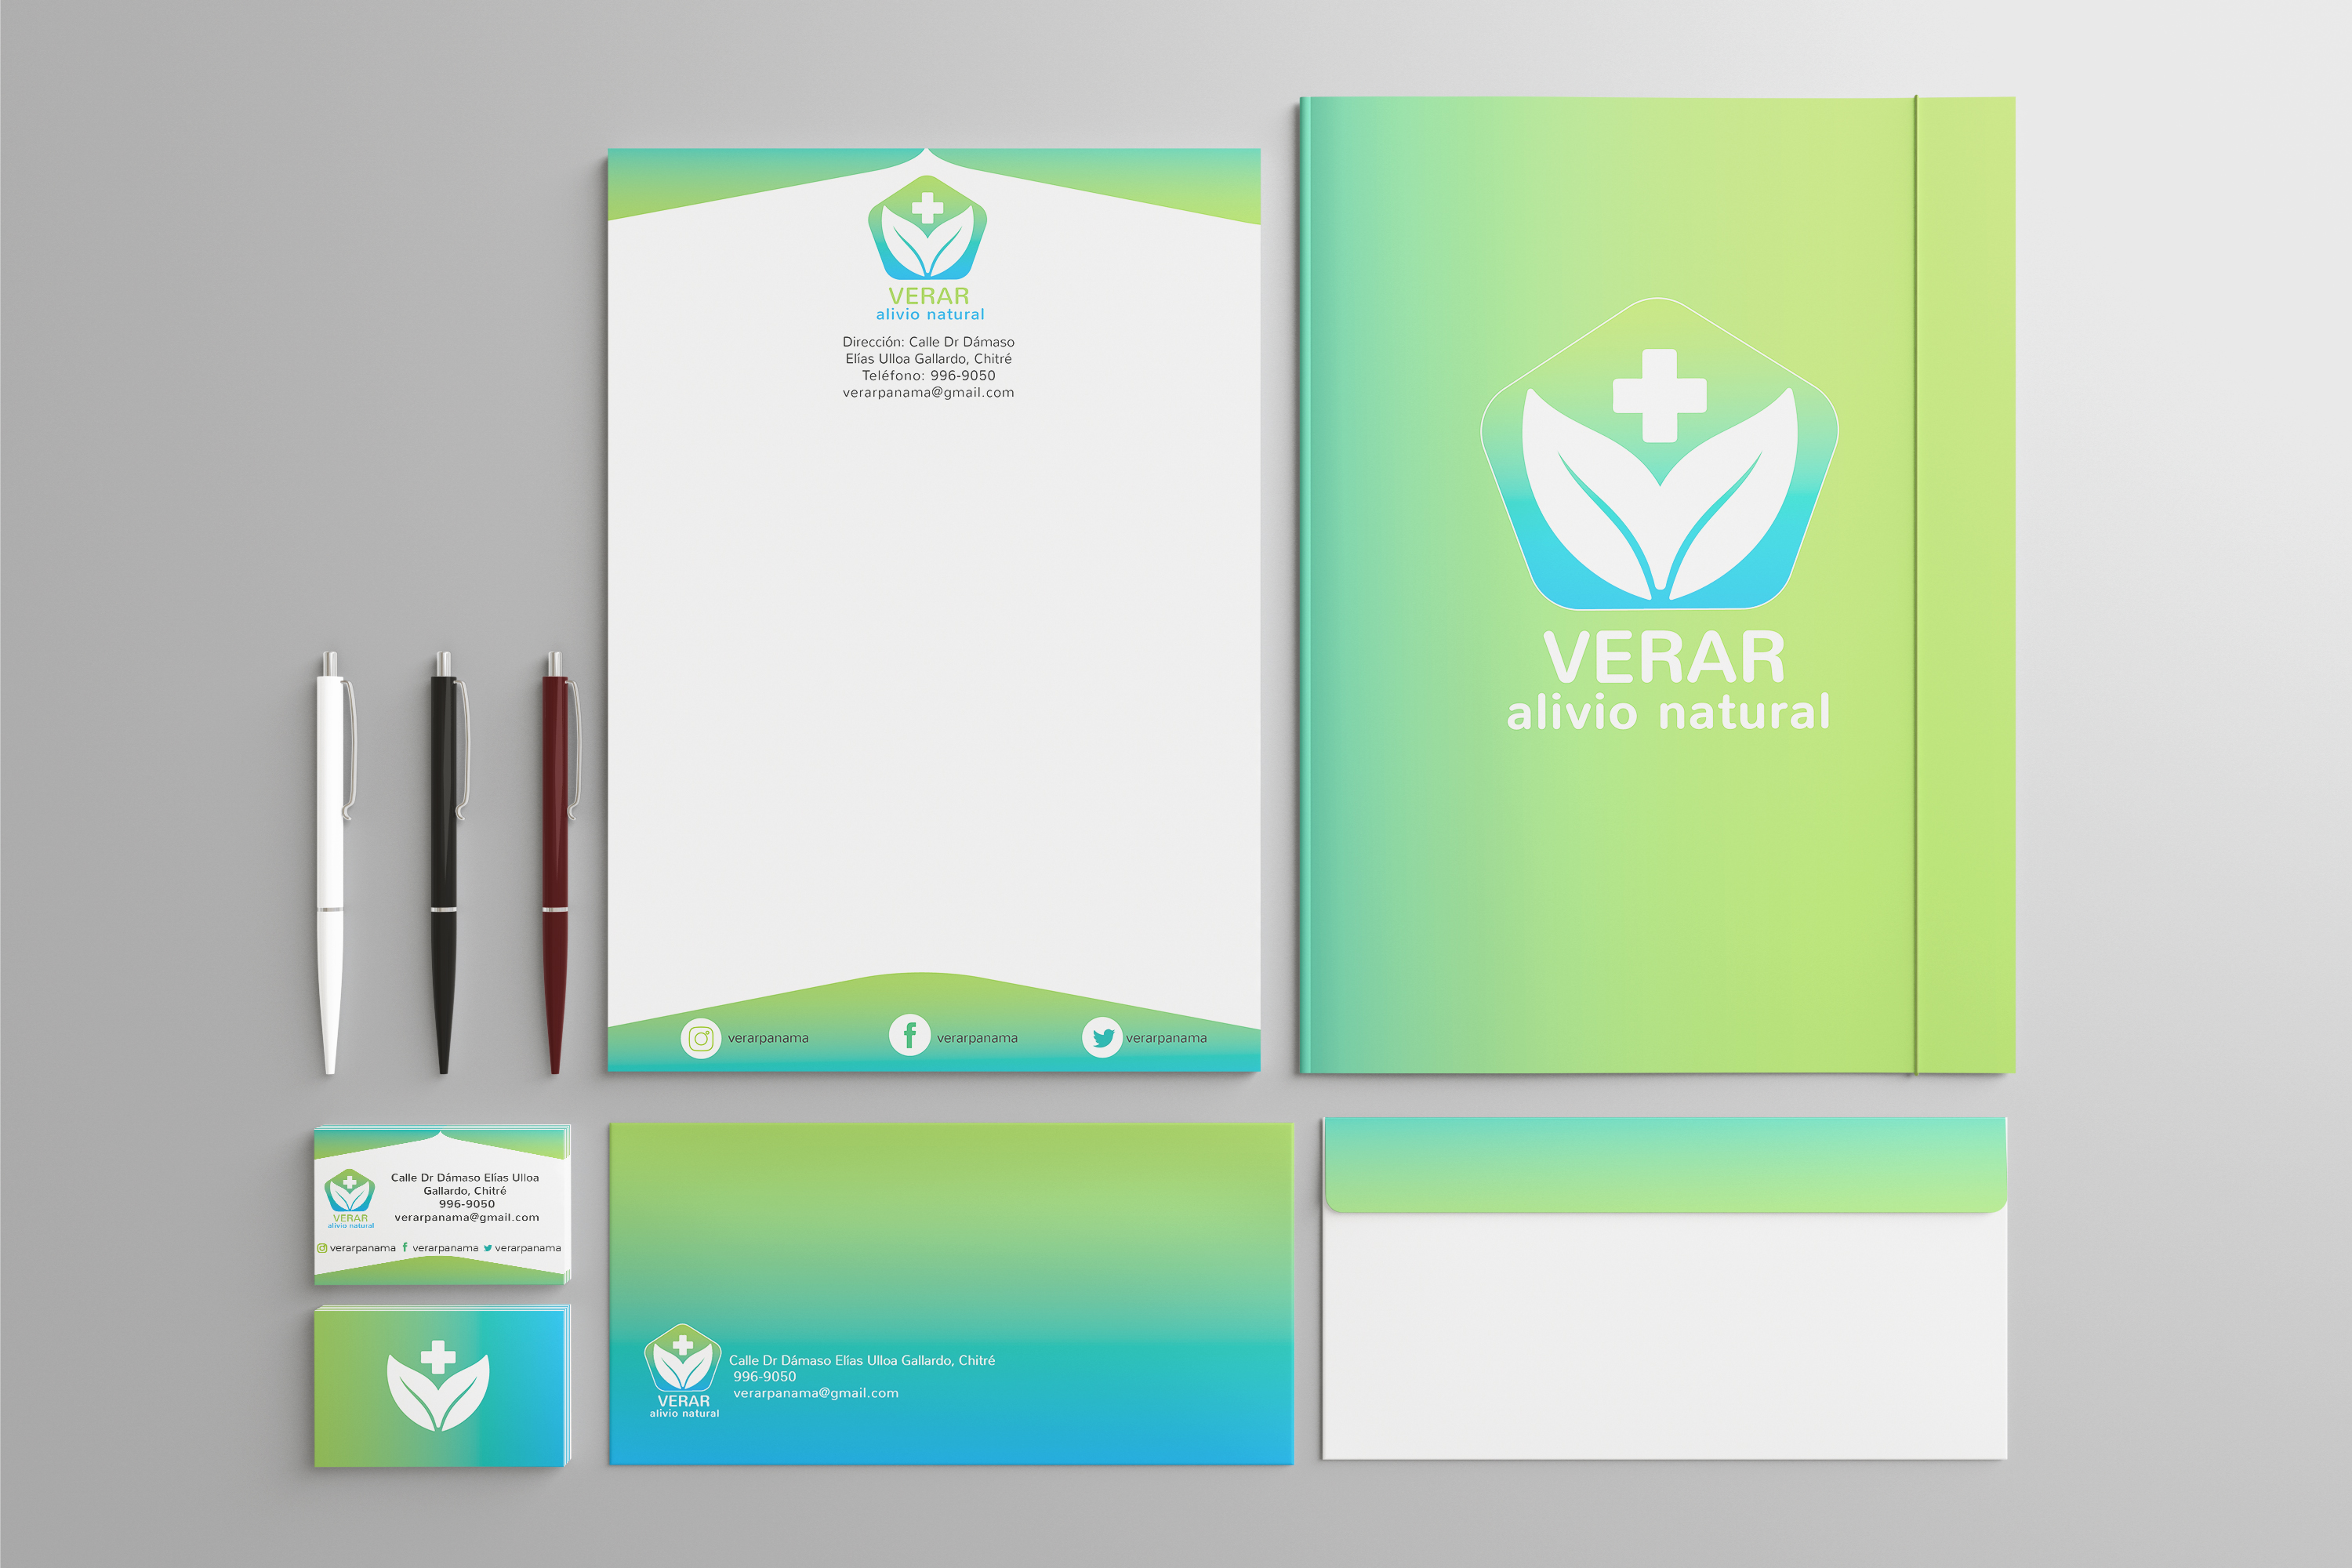 VERAR
alivio natural
Dirección: Calle Dr Dámaso
Elías Ulloa Gallardo, Chitré
Teléfono: 996-9050
verarpanama@gmail.com
verarpanama
verarpanama
verarpanama
VERAR
alivio natural
Calle Dr Dámaso Elías Ulloa
Gallardo, Chitré
996-9050
verarpanama@gmail.com
VERAR
alivio natural
verarpanama
verarpanama
verarpanama
Calle Dr Dámaso Elías Ulloa Gallardo, Chitré
996-9050
verarpanama@gmail.com
VERAR
alivio natural